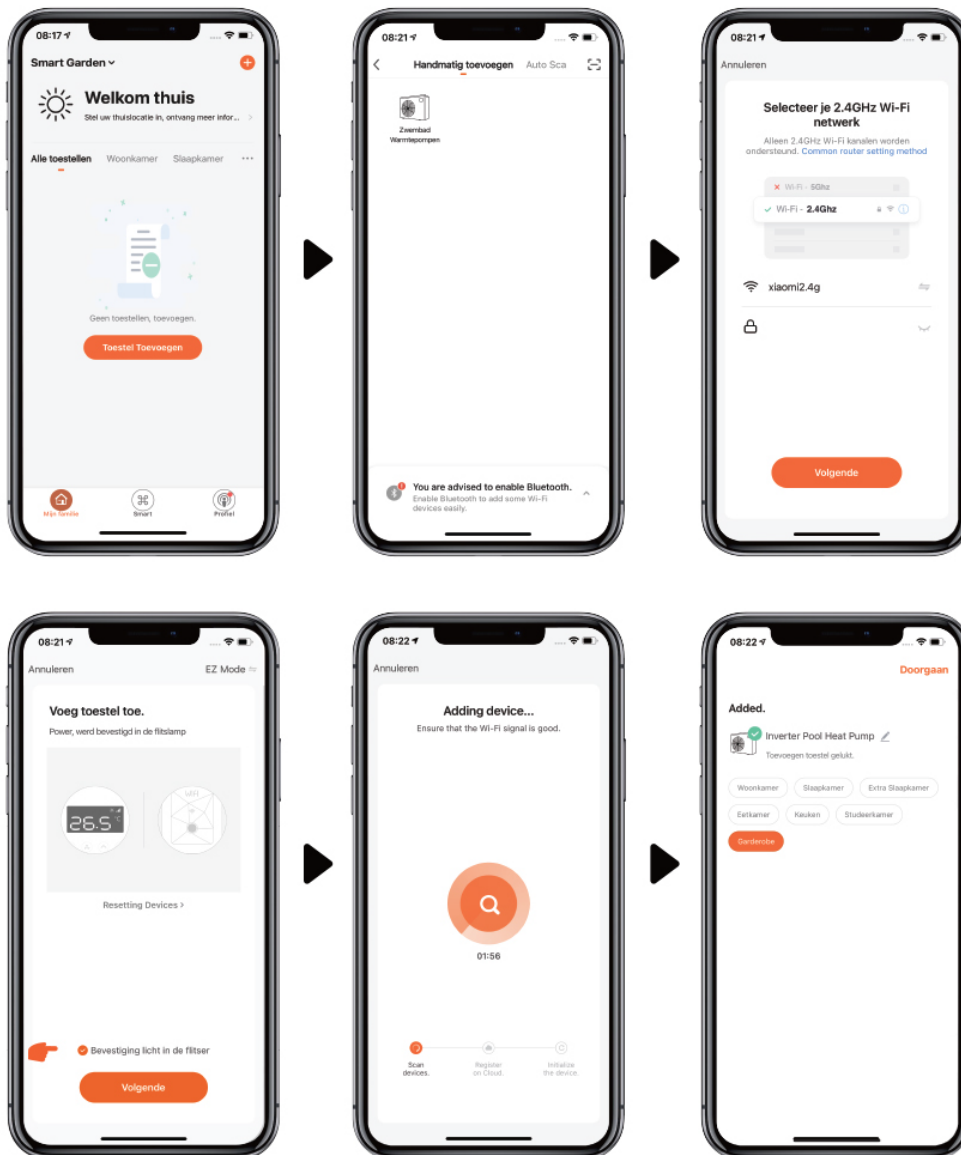 08:17
Smart Garden
Welkom thuis
Stel uw thuislocatie in, ontvang meer infor...
Alle toestellen Woonkamer Slaapkamer ...
Geen toestellen, toevoegen.
Toestel Toevoegen
Mijn familie Smart Profiel
08:21
Handmatig toevoegen Auto Sca
Zwembad
Warmtepompen
You are advised to enable Bluetooth.
Enable Bluetooth to add some Wi-Fi
devices easily.
08:21
Annuleren
Selecteer je 2.4GHz Wi-Fi
netwerk
Alleen 2.4GHz Wi-Fi kanalen worden
ondersteund. Common router setting method
Wi-Fi - 5Ghz
Wi-Fi - 2.4Ghz
xiaomi2.4g
Volgende
08:21
Annuleren EZ Mode
Voeg toestel toe.
Power, werd bevestigd in de flitslamp
26.5 °C
WIFI
Resetting Devices >
Bevestiging licht in de flitser
Volgende
08:22
Annuleren
Adding device...
Ensure that the Wi-Fi signal is good.
01:56
Scan
devices.
Register
on Cloud.
Initialize
the device.
08:22
Doorgaan
Added.
Inverter Pool Heat Pump
Toevoegen toestel gelukt.
Woonkamer Slaapkamer Extra Slaapkamer
Eetkamer Keuken Studeerkamer
Garderobe